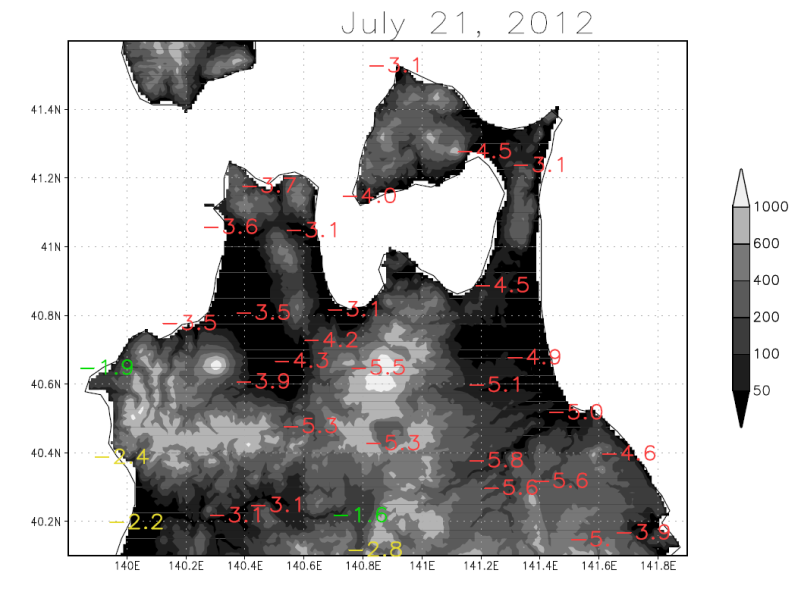 July 21, 2012
−3.1
41.4N
−4.5
−3.1
41.2N
−3.7
−4.0
1000
−3.6
−3.1
600
41N
−4.5
400
40.8N
−3.5
−3.5
−3.1
200
−4.2
−4.3
−4.9
100
−1.9
−5.5
−3.9
−5.1
40.6N
50
−5.0
−5.3
−5.3
40.4N
−2.4
−5.8
−4.6
−5.6
−5.6
−3.1
−3.1
−1.6
40.2N
−2.2
−3.9
−2.8
140E
140.2E
140.4E
140.6E
140.8E
141E
141.2E
141.4E
141.6E
141.8E